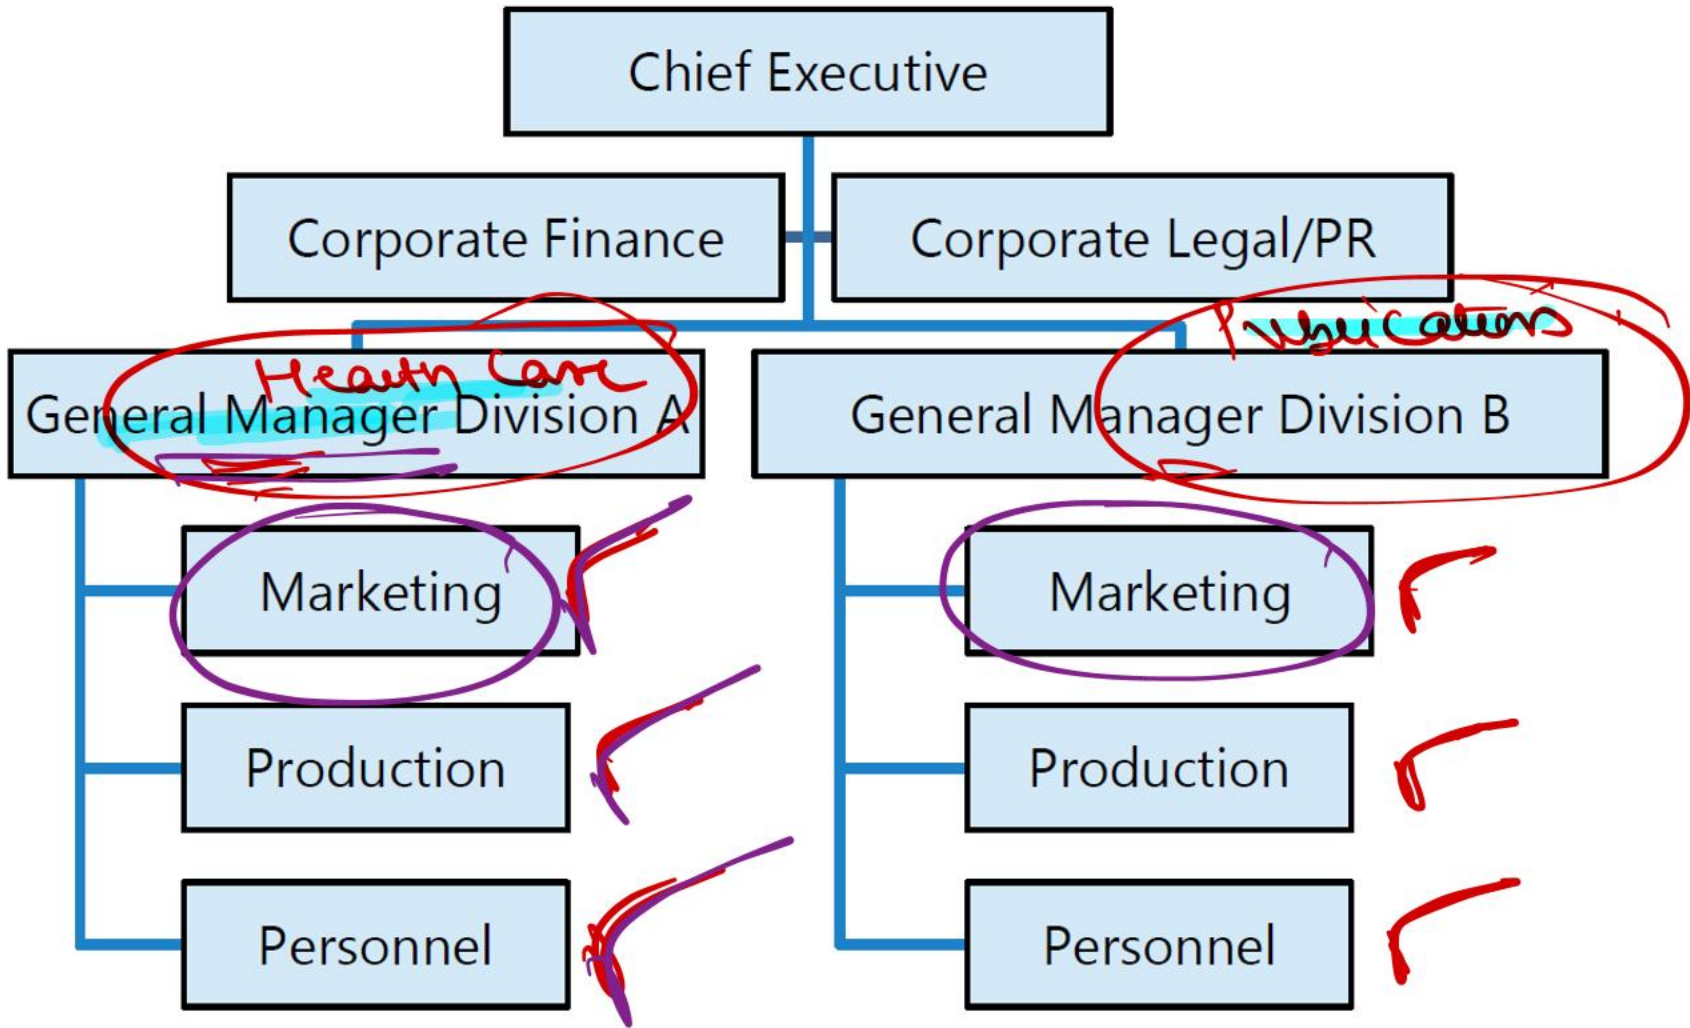 Chief Executive
Corporate Finance
Corporate Legal/PR
Publications
Health Care
General Manager Division A
General Manager Division B
Marketing
Marketing
Production
Production
Personnel
Personnel